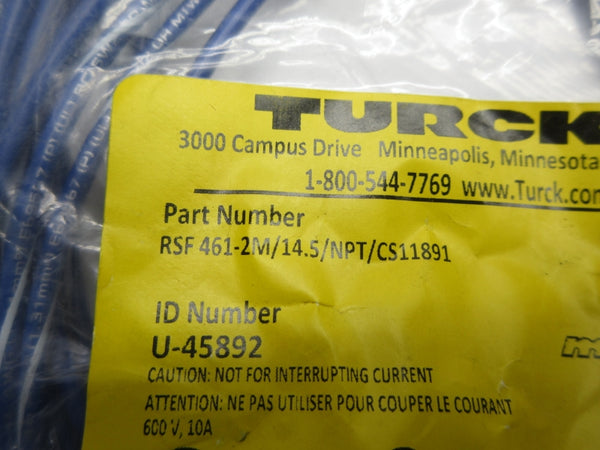 TURCK
3000 Campus Drive Minneapolis, Minnesota
1-800-544-7769 www.Turck.con
Part Number
RSF 461-2M/14.5/NPT/CS11891
ID Number
U-45892
CAUTION: NOT FOR INTERRUPTING CURRENT
ATTENTION: NE PAS UTILISER POUR COUPER LE COURANT
600 V, 10A